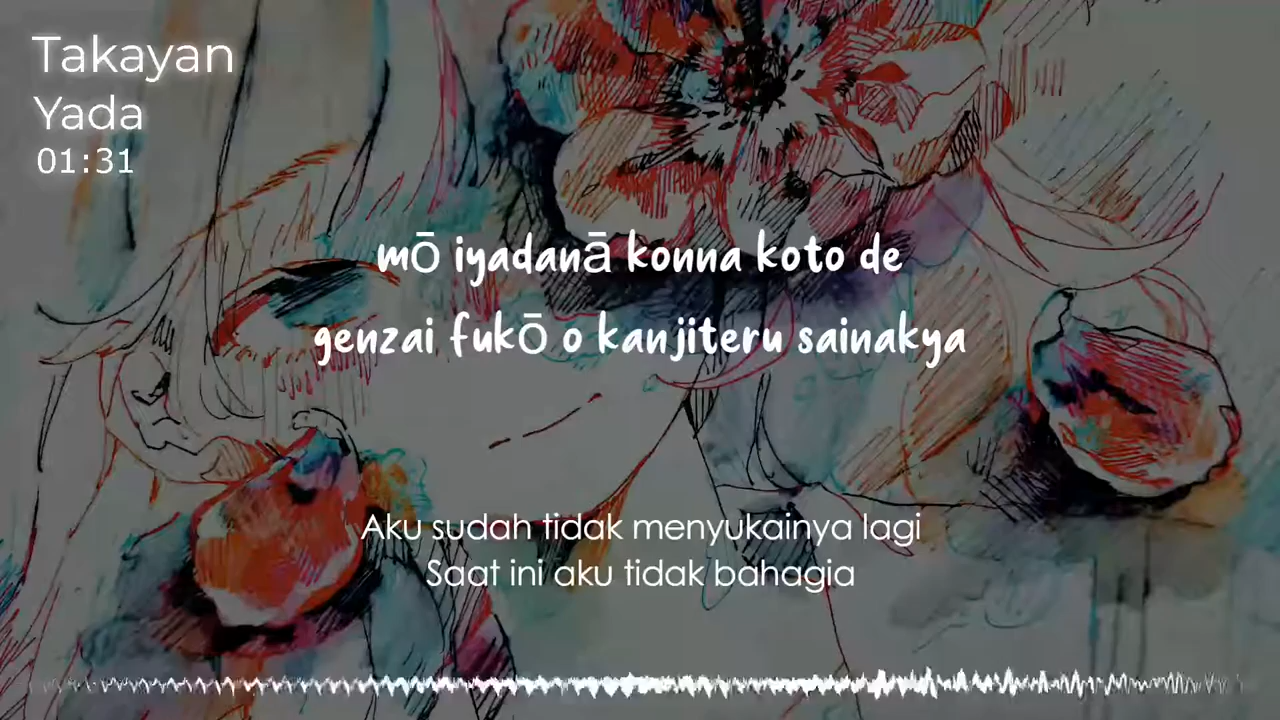 Takayan
Yada
01:31
mō iyadanā konna koto de
genzai fukō o kanjiteru sainakya
Aku sudah tidak menyukainya lagi
Saat ini aku tidak bahagia